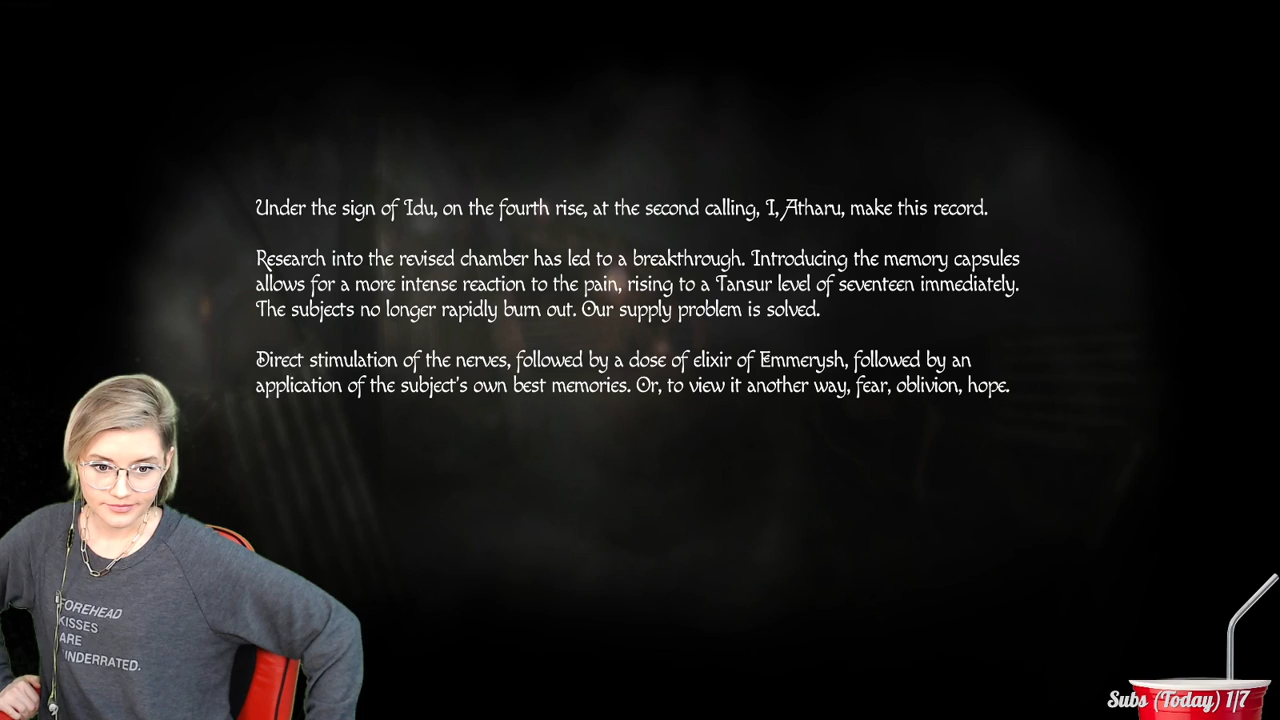 Under the sign of Idu, on the fourth rise, at the second calling, I, Atharu, make this record.
Research into the revised chamber has led to a breakthrough. Introducing the memory capsules
allows for a more intense reaction to the pain, rising to a Tansur level of seventeen immediately.
The subjects no longer rapidly burn out. Our supply problem is solved.
Direct stimulation of the nerves, followed by a dose of elixir of Emmerysh, followed by an
application of the subject's own best memories. Or, to view it another way, fear, oblivion, hope.
FOREHEAD
KISSES
ARE
UNDERRATED.
Subs (Today) 1/7